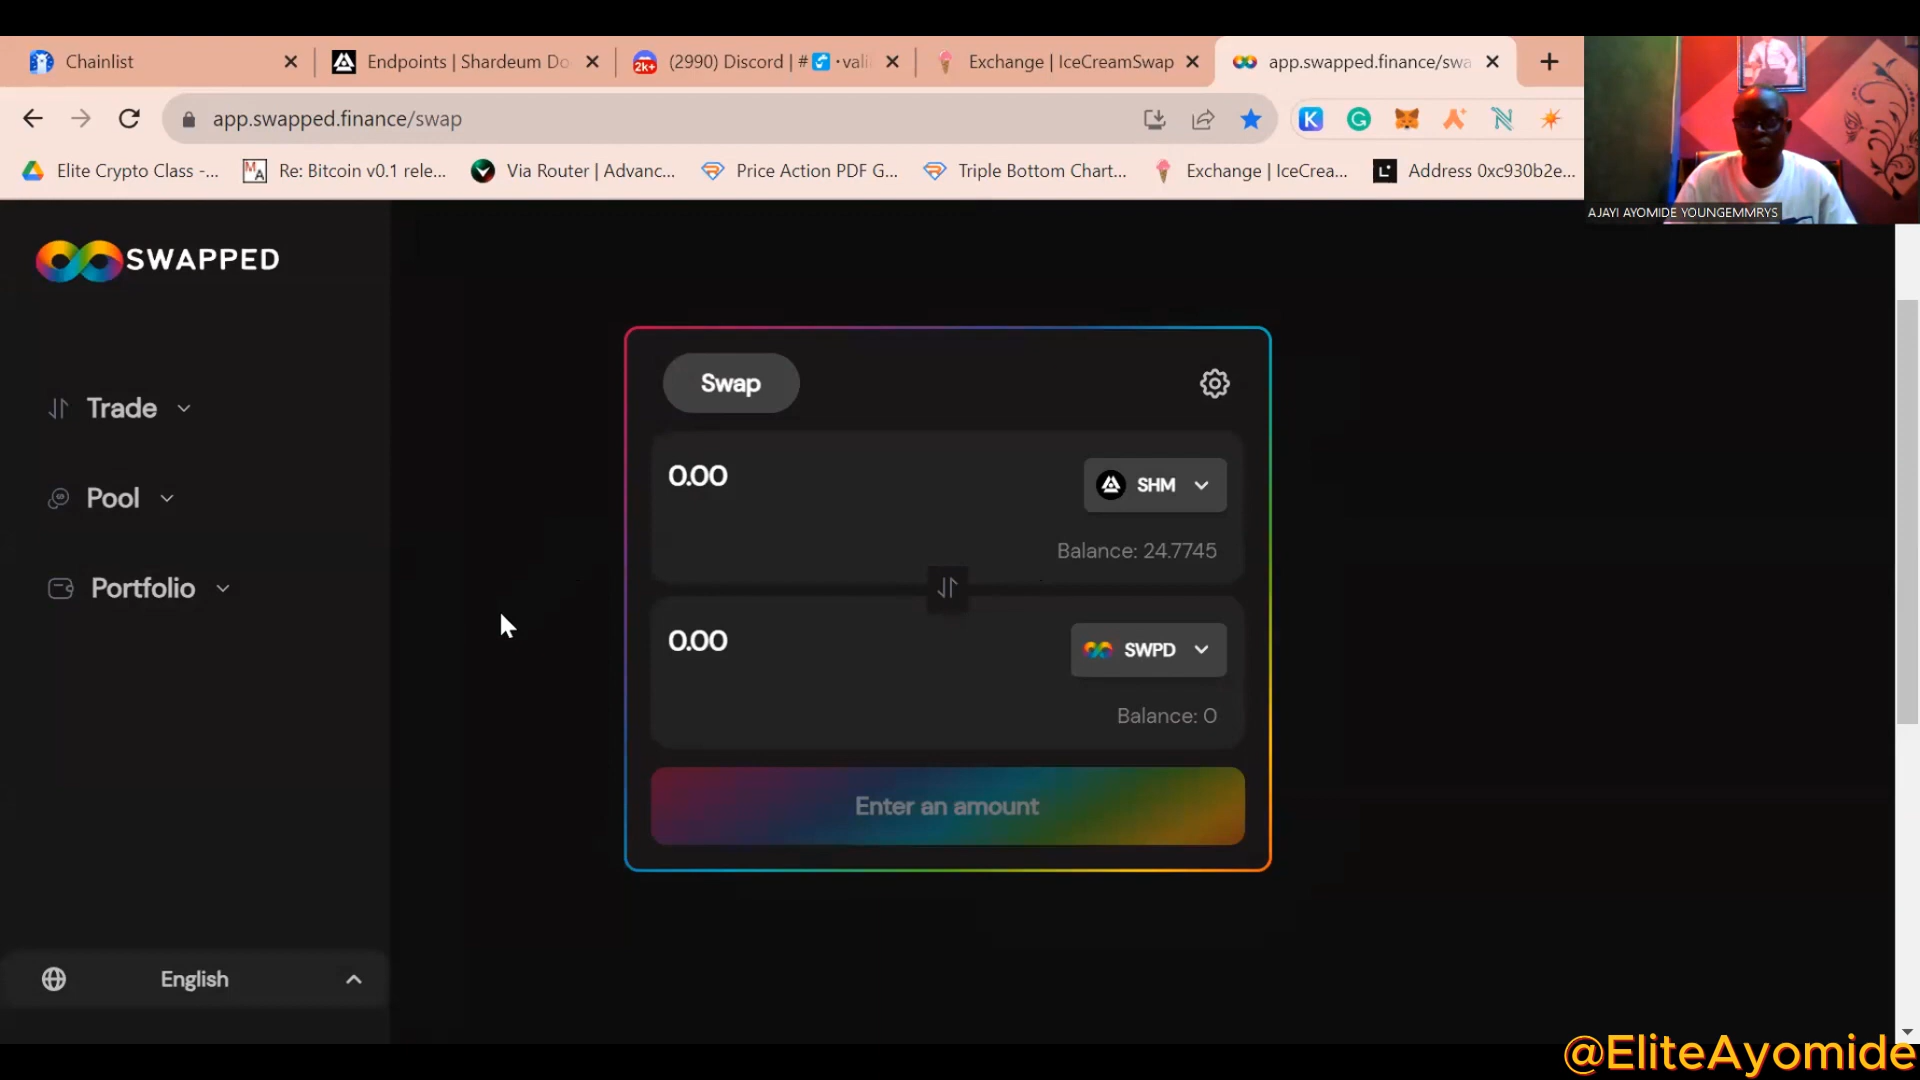 Chainlist
Endpoints | Shardeum Do
(2990) Discord | # · vali
Exchange | IceCreamSwap
app.swapped.finance/swa
app.swapped.finance/swap
Elite Crypto Class -...
Re: Bitcoin v0.1 rele...
Via Router | Advanc...
Price Action PDF G...
Triple Bottom Chart...
Exchange | IceCrea...
Address 0xc930b2e...
AJAYI AYOMIDE YOUNGEMMRYS
SWAPPED
Trade
Pool
Portfolio
English
Swap
0.00
SHM
Balance: 24.7745
0.00
SWPD
Balance: 0
Enter an amount
@EliteAyomide